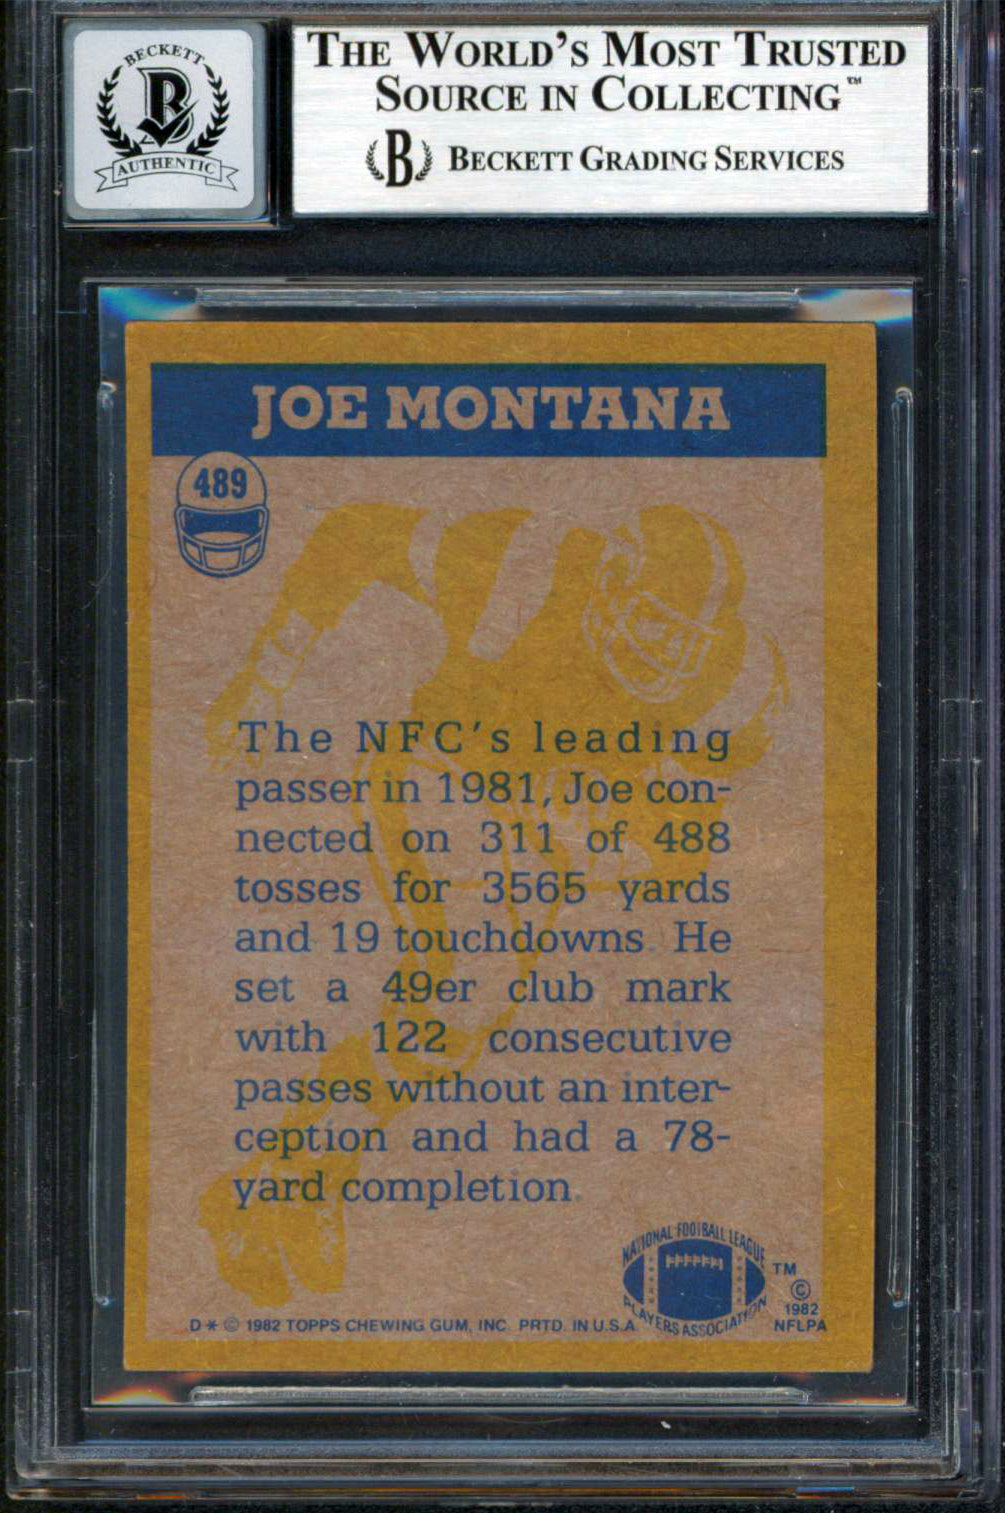 BECKETT
B
AUTHENTIC
THE WORLD'S MOST TRUSTED
SOURCE IN COLLECTING™
B BECKETT GRADING SERVICES
JOE MONTANA
489
The NFC's leading
passer in 1981, Joe con-
nected on 311 of 488
tosses for 3565 yards
and 19 touchdowns. He
set a 49er club mark
with 122 consecutive
passes without an inter-
ception and had a 78-
yard completion.
NATIONAL FOOTBALL LEAGUE
PLAYERS ASSOCIATION
TM
©
1982
NFLPA
D * © 1982 TOPPS CHEWING GUM, INC. PRTD. IN U.S.A.